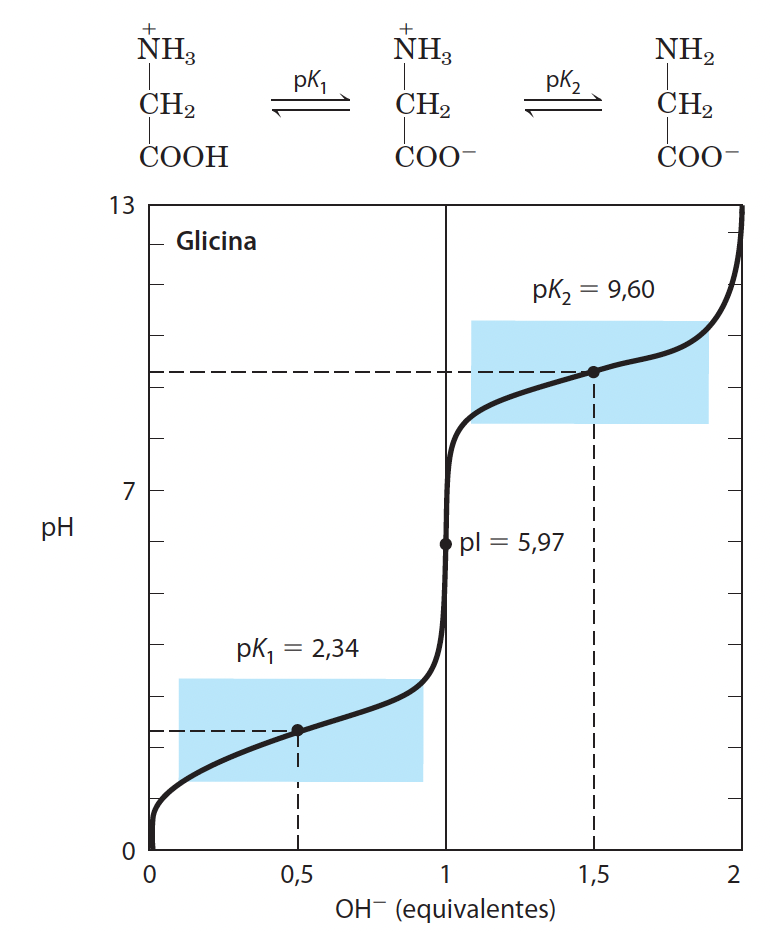 ⁺NH₃ ⁺NH₃ NH₂
pK₁ pK₂
CH₂ CH₂ CH₂
COOH COO⁻ COO⁻
13
Glicina
pK₂ = 9,60
7
pH
pI = 5,97
pK₁ = 2,34
0
0 0,5 1 1,5 2
OH⁻ (equivalentes)